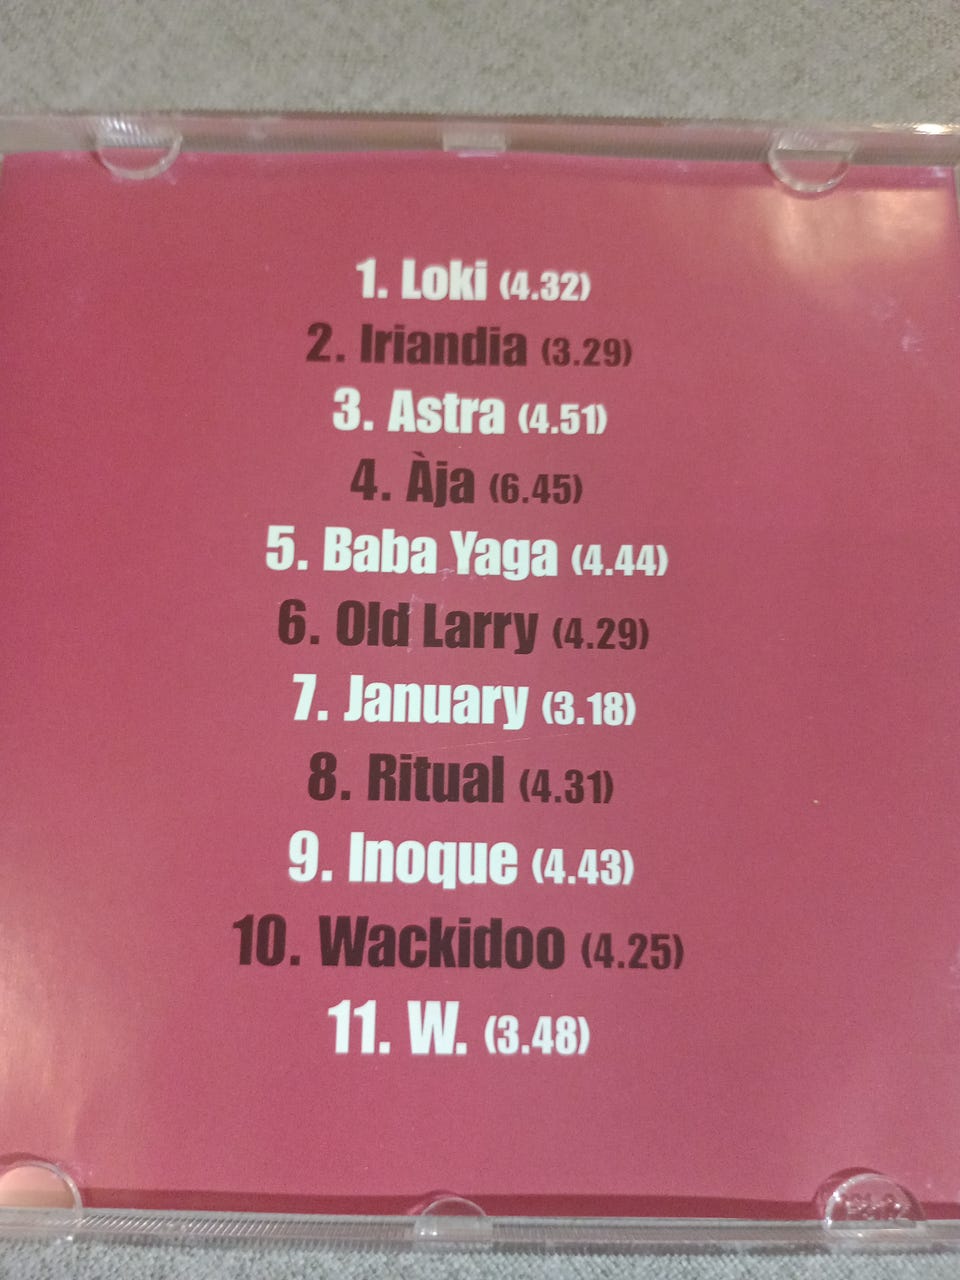 1. Loki (4.32)
2. Iriandia (3.29)
3. Astra (4.51)
4. Àja (6.45)
5. Baba Yaga (4.44)
6. Old Larry (4.29)
7. January (3.18)
8. Ritual (4.31)
9. Inoque (4.43)
10. Wackidoo (4.25)
11. W. (3.48)